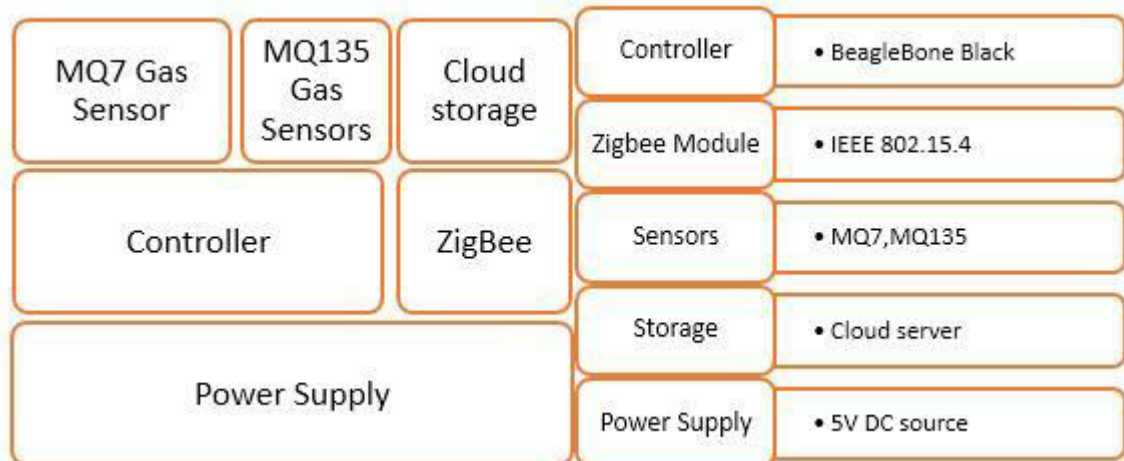 MQ7 Gas
Sensor
MQ135
Gas
Sensors
Cloud
storage
Controller
ZigBee
Power Supply
Controller
• BeagleBone Black
Zigbee Module
• IEEE 802.15.4
Sensors
• MQ7,MQ135
Storage
• Cloud server
Power Supply
• 5V DC source